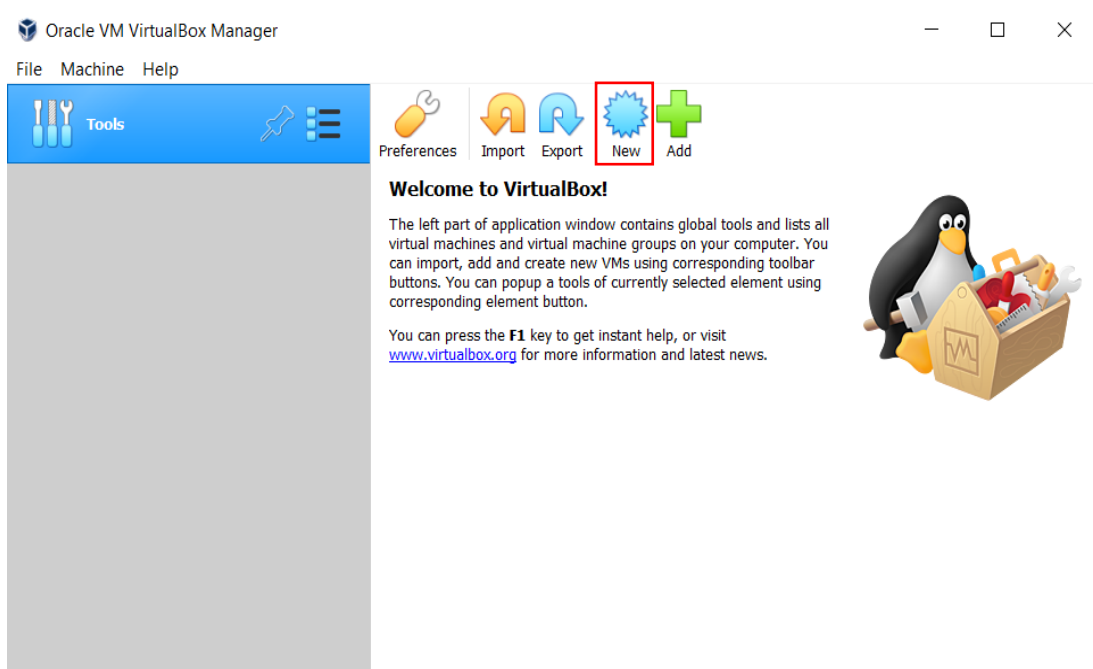 Oracle VM VirtualBox Manager
File Machine Help
Tools
Preferences Import Export New Add
Welcome to VirtualBox!
The left part of application window contains global tools and lists all
virtual machines and virtual machine groups on your computer. You
can import, add and create new VMs using corresponding toolbar
buttons. You can popup a tools of currently selected element using
corresponding element button.
You can press the F1 key to get instant help, or visit
www.virtualbox.org for more information and latest news.